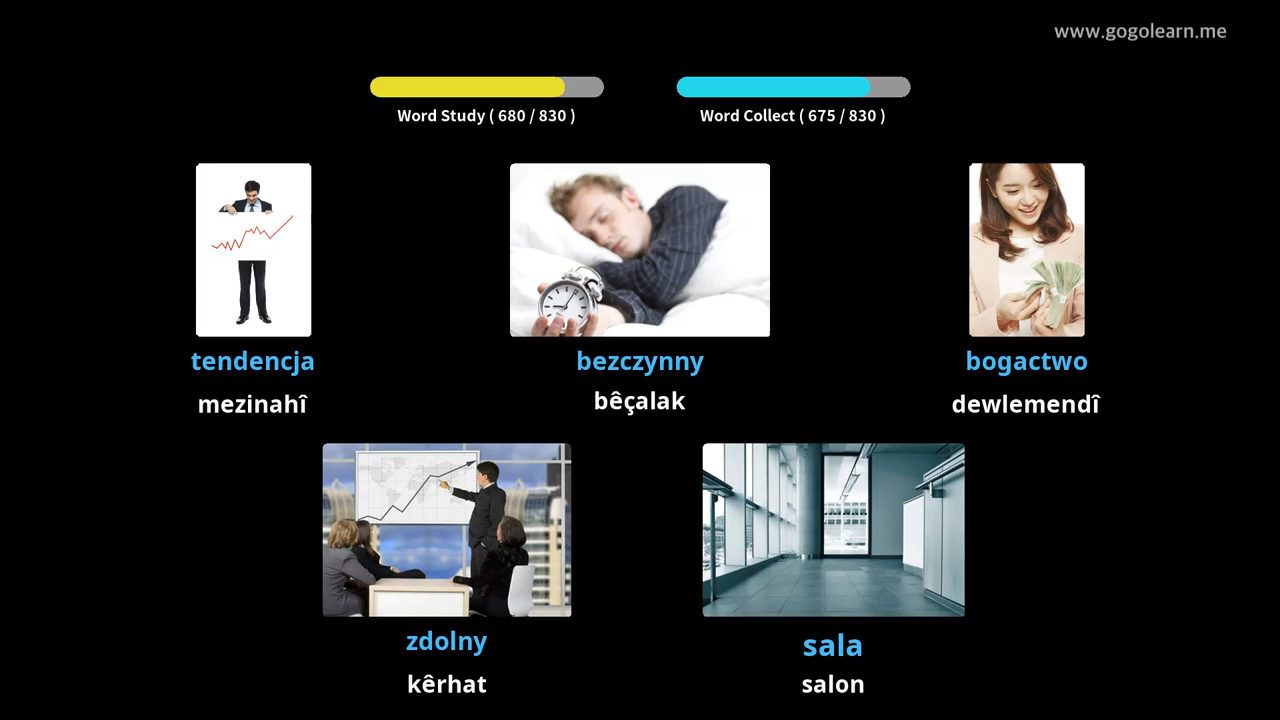 www.gogolearn.me
Word Study ( 680 / 830 )
Word Collect ( 675 / 830 )
tendencja
mezinahî
bezczynny
bêçalak
bogactwo
dewlemendî
zdolny
kêrhat
sala
salon